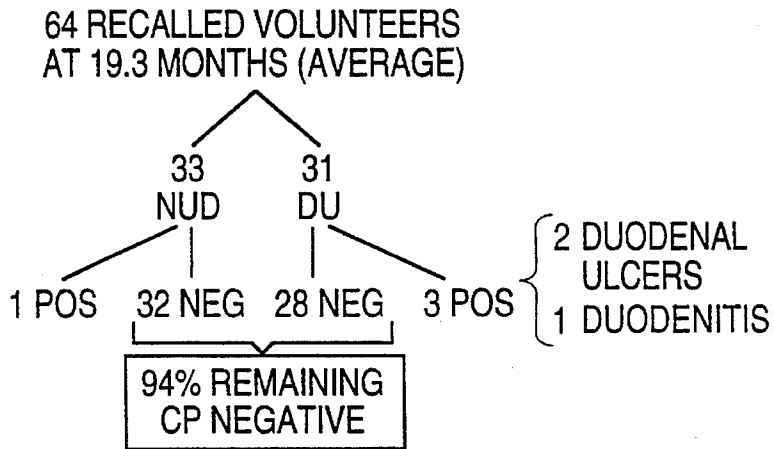 64 RECALLED VOLUNTEERS
AT 19.3 MONTHS (AVERAGE)
33
NUD
31
DU
1 POS
32 NEG
28 NEG
3 POS
2 DUODENAL
ULCERS
1 DUODENITIS
94% REMAINING
CP NEGATIVE